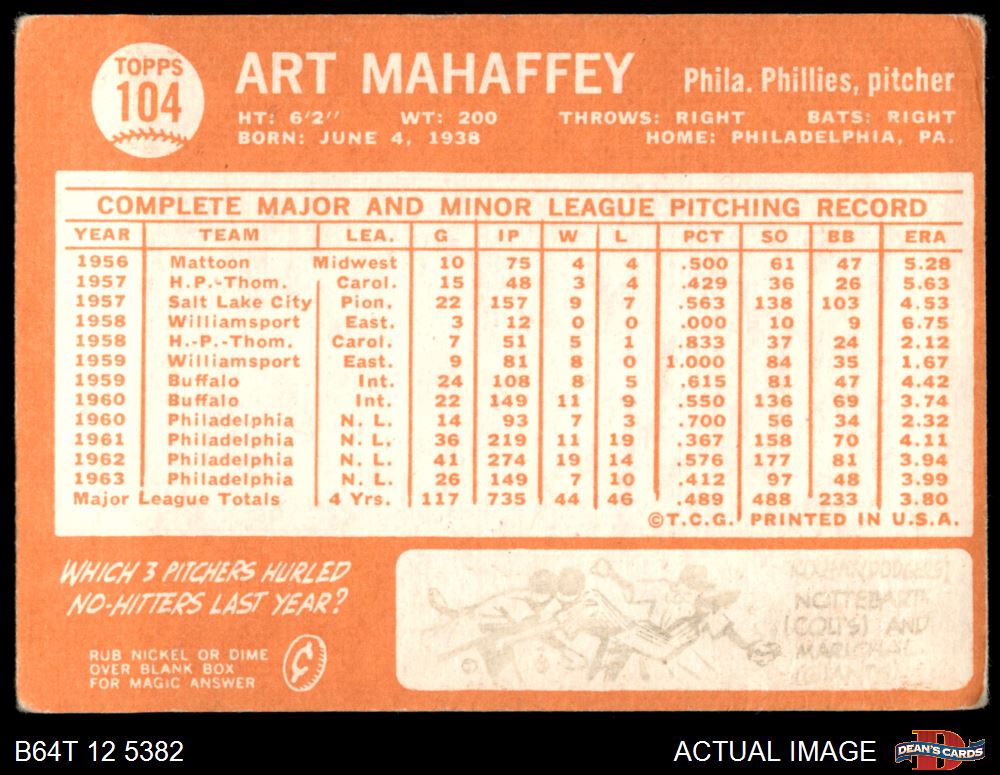 TOPPS
104
ART MAHAFFEY
Phila. Phillies, pitcher
HT: 6'2" WT: 200 THROWS: RIGHT BATS: RIGHT
BORN: JUNE 4, 1938 HOME: PHILADELPHIA, PA.
COMPLETE MAJOR AND MINOR LEAGUE PITCHING RECORD
YEAR TEAM LEA. G IP W L PCT SO BB ERA
1956 Mattoon Midwest 10 75 4 4 .500 61 47 5.28
1957 H.P.-Thom. Carol. 15 48 3 4 .429 36 26 5.63
1957 Salt Lake City Pion. 22 157 9 7 .563 138 103 4.53
1958 Williamsport East. 3 12 0 0 .000 10 9 6.75
1958 H.-P.-Thom. Carol. 7 51 5 1 .833 37 24 2.12
1959 Williamsport East. 9 81 8 0 1.000 84 35 1.67
1959 Buffalo Int. 24 108 8 5 .615 81 47 4.42
1960 Buffalo Int. 22 149 11 9 .550 136 69 3.74
1960 Philadelphia N. L. 14 93 7 3 .700 56 34 2.32
1961 Philadelphia N. L. 36 219 11 19 .367 158 70 4.11
1962 Philadelphia N. L. 41 274 19 14 .576 177 81 3.94
1963 Philadelphia N. L. 26 149 7 10 .412 97 48 3.99
Major League Totals 4 Yrs. 117 735 44 46 .489 488 233 3.80
©T.C.G. PRINTED IN U.S.A.
WHICH 3 PITCHERS HURLED
NO-HITTERS LAST YEAR?
RUB NICKEL OR DIME
OVER BLANK BOX
FOR MAGIC ANSWER
¢
(DODGERS)
(COLT'S) AND
B64T 12 5382
ACTUAL IMAGE
DEAN'S CARDS